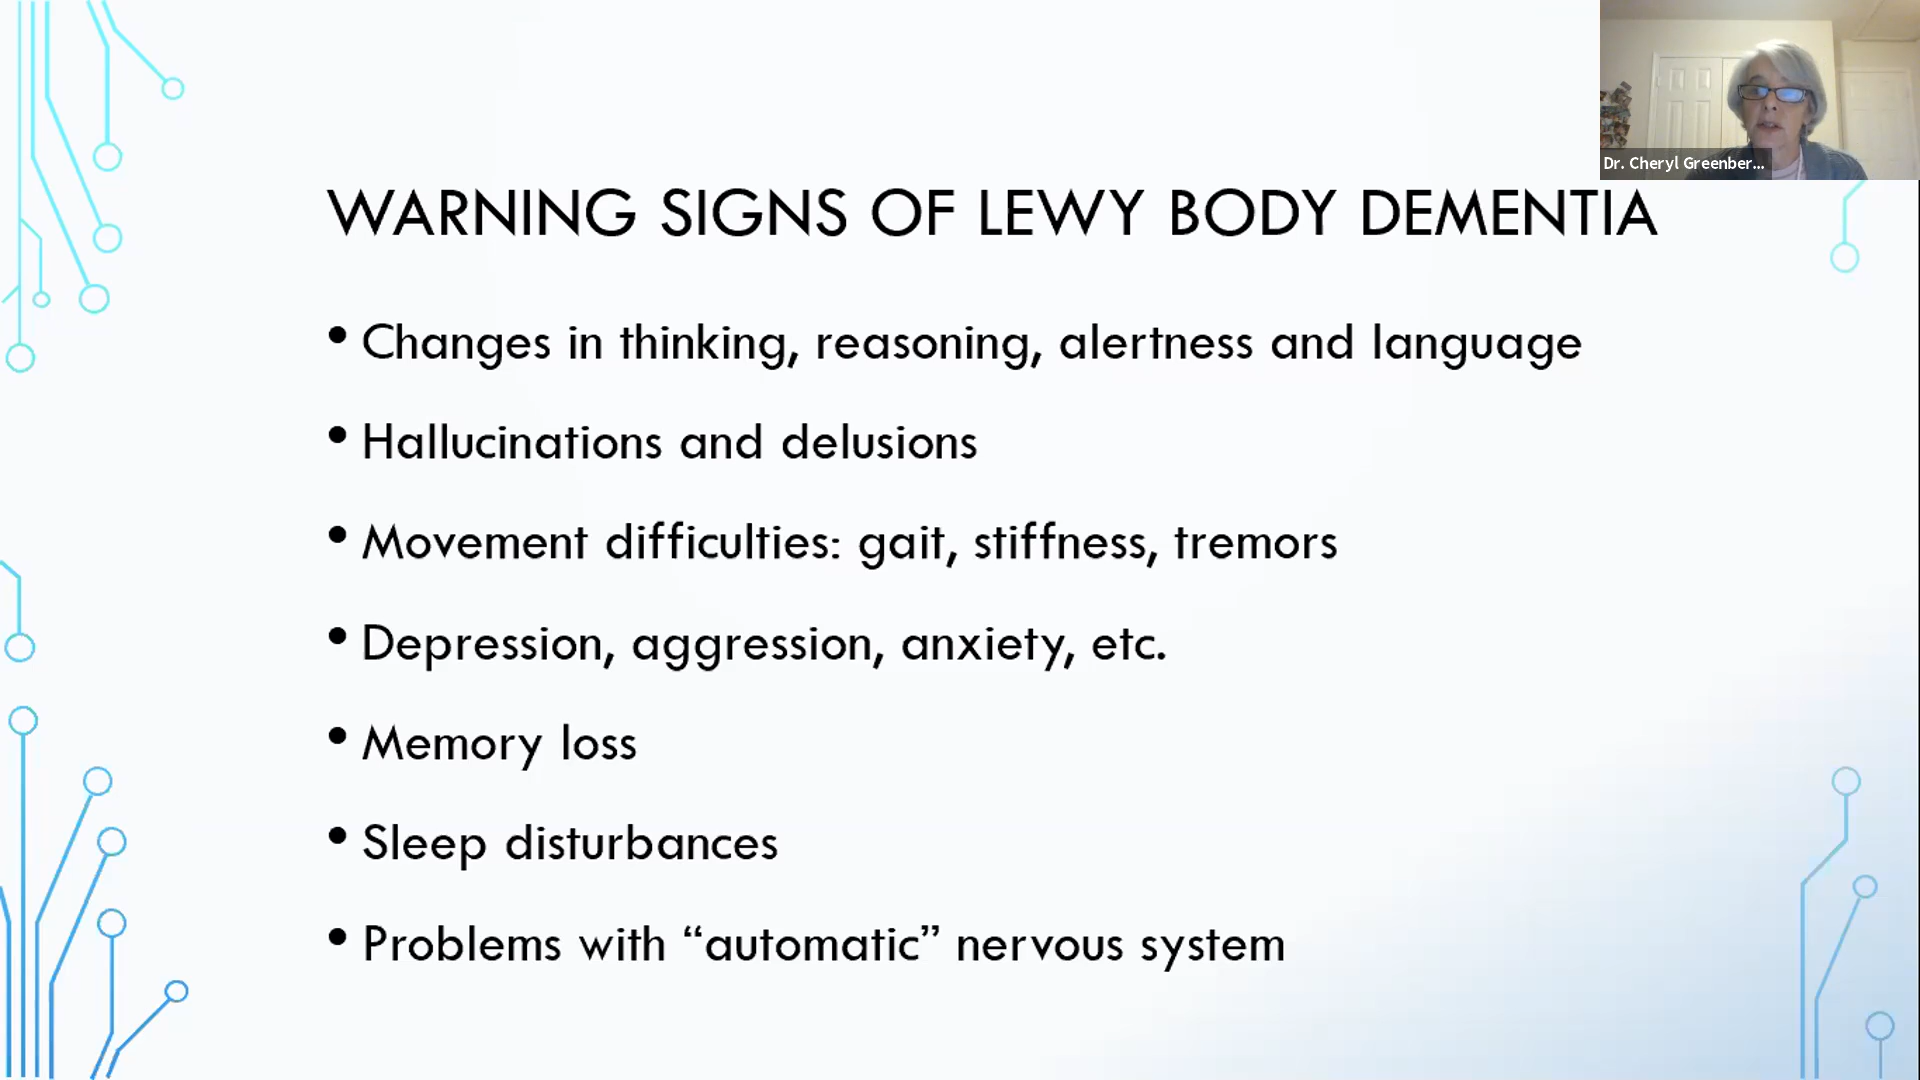 Dr. Cheryl Greenber...
WARNING SIGNS OF LEWY BODY DEMENTIA
• Changes in thinking, reasoning, alertness and language
• Hallucinations and delusions
• Movement difficulties: gait, stiffness, tremors
• Depression, aggression, anxiety, etc.
• Memory loss
• Sleep disturbances
• Problems with “automatic” nervous system